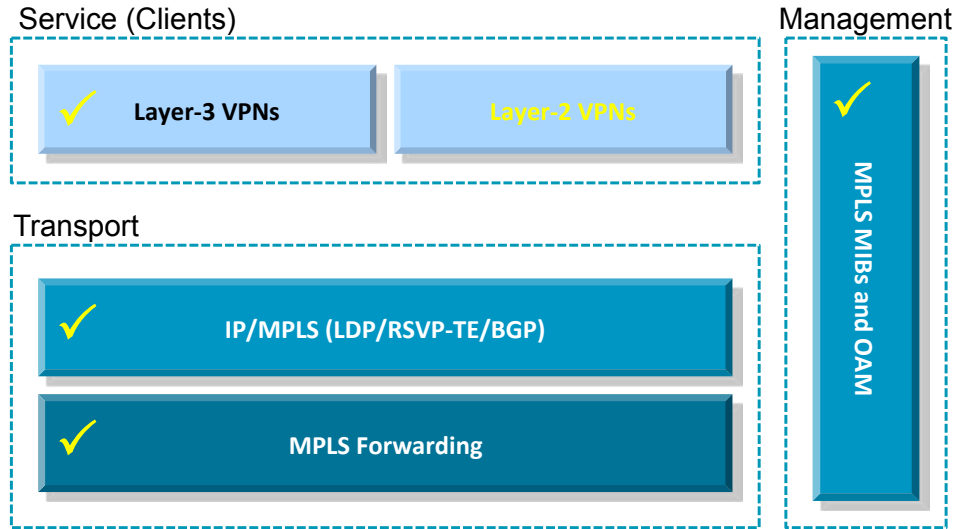 Service (Clients)
Management
Layer-3 VPNs
Layer-2 VPNs
MPLS MIBs and OAM
Transport
IP/MPLS (LDP/RSVP-TE/BGP)
MPLS Forwarding